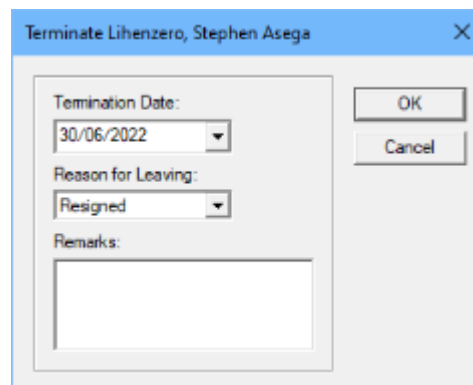 Terminate Lihenzero, Stephen Asega
Termination Date:
30/06/2022
Reason for Leaving:
Resigned
Remarks:
OK
Cancel